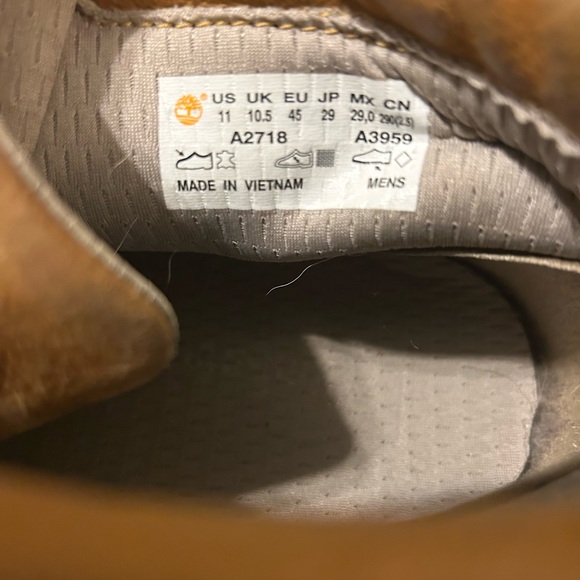 ® US UK EU JP Mx CN
11 10.5 45 29 29,0 290(2.5)
A2718 A3959
MADE IN VIETNAM MENS